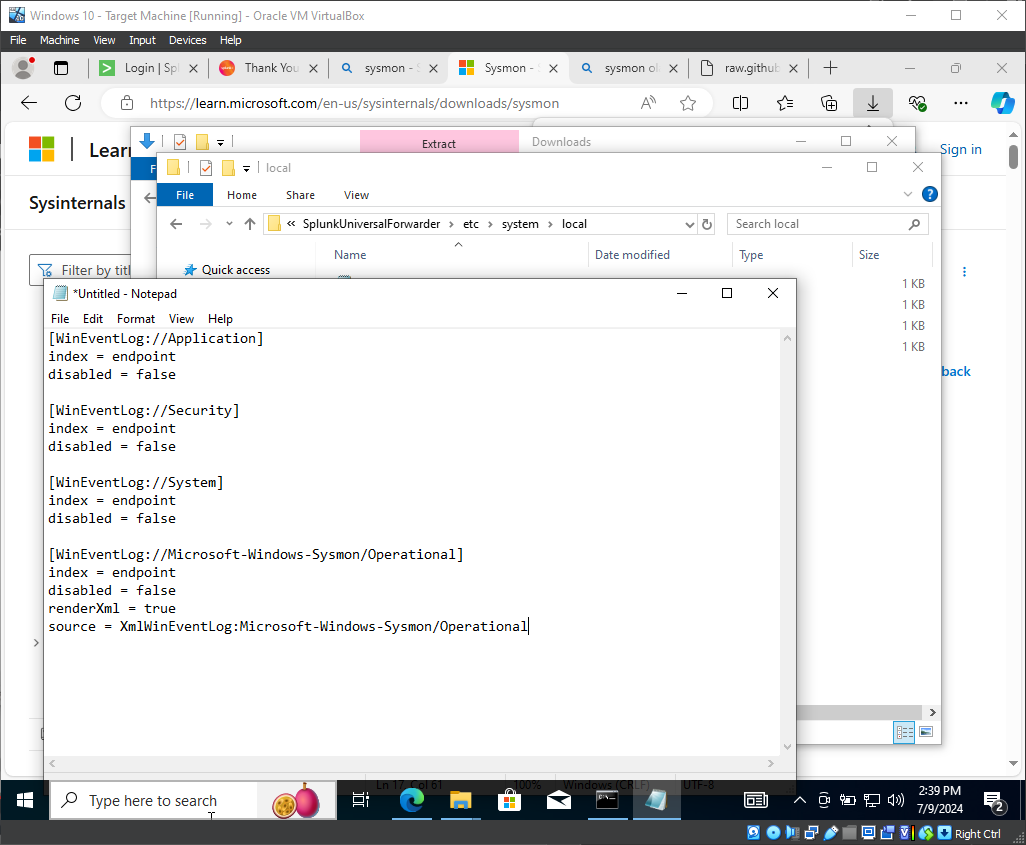 Windows 10 - Target Machine [Running] - Oracle VM VirtualBox
File Machine View Input Devices Help
Login | Spl
Thank You
sysmon - S
Sysmon - S
sysmon ol
raw.github
https://learn.microsoft.com/en-us/sysinternals/downloads/sysmon
Learn
Extract
Downloads
Sign in
F
local
Sysinternals
File Home Share View
« SplunkUniversalForwarder › etc › system › local
Search local
Name Date modified Type Size
Filter by titl
Quick access
1 KB
1 KB
1 KB
1 KB
back
*Untitled - Notepad
File Edit Format View Help
[WinEventLog://Application]
index = endpoint
disabled = false
[WinEventLog://Security]
index = endpoint
disabled = false
[WinEventLog://System]
index = endpoint
disabled = false
[WinEventLog://Microsoft-Windows-Sysmon/Operational]
index = endpoint
disabled = false
renderXml = true
source = XmlWinEventLog:Microsoft-Windows-Sysmon/Operational
Ln 17, Col 61 100% Windows (CRLF) UTF-8
Type here to search
2:39 PM
7/9/2024
2
Right Ctrl